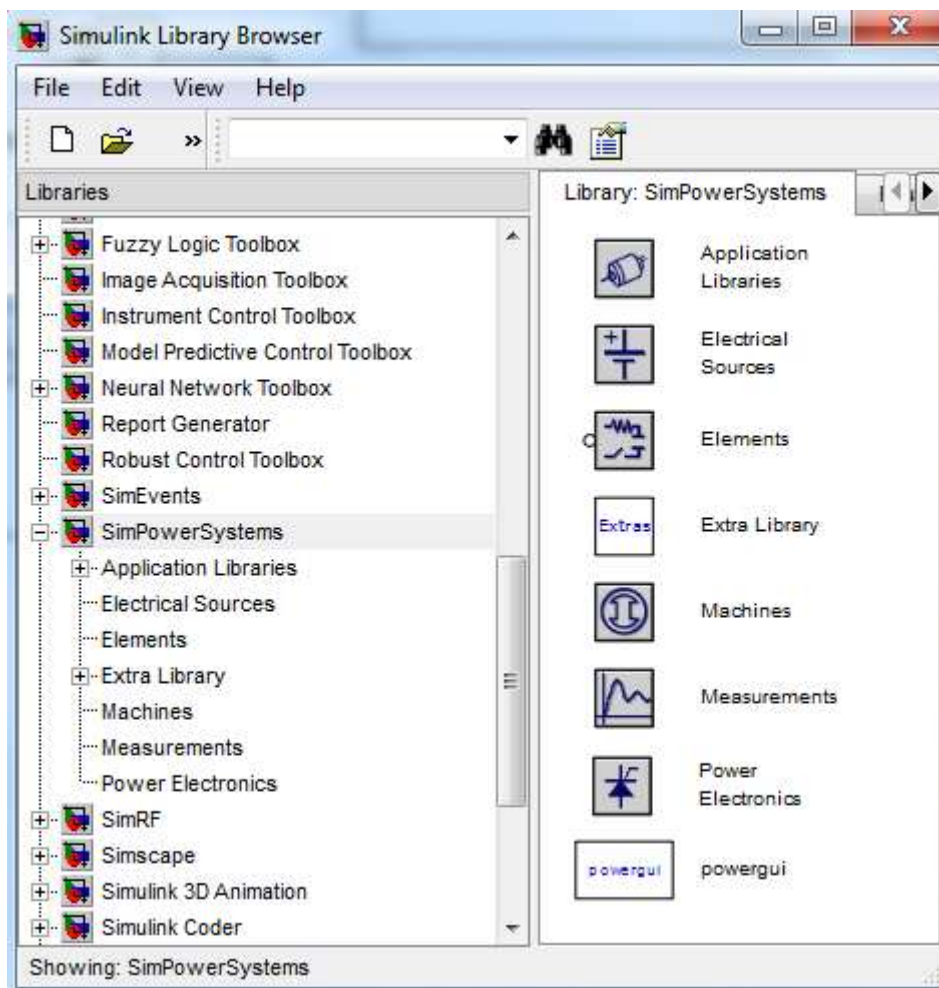 Simulink Library Browser
File Edit View Help
Libraries
Fuzzy Logic Toolbox
Image Acquisition Toolbox
Instrument Control Toolbox
Model Predictive Control Toolbox
Neural Network Toolbox
Report Generator
Robust Control Toolbox
SimEvents
SimPowerSystems
Application Libraries
Electrical Sources
Elements
Extra Library
Machines
Measurements
Power Electronics
SimRF
Simscape
Simulink 3D Animation
Simulink Coder
Library: SimPowerSystems
Application
Libraries
Electrical
Sources
Elements
Extras
Extra Library
Machines
Measurements
Power
Electronics
powergui
powergui
Showing: SimPowerSystems